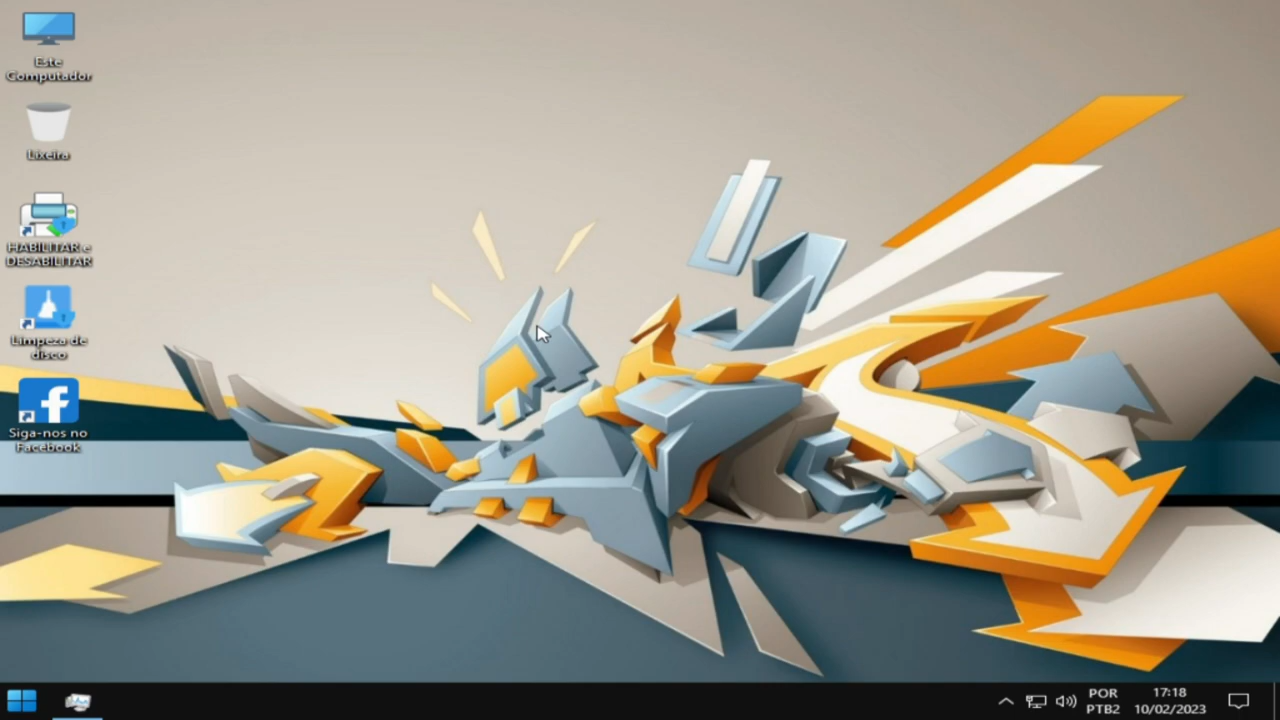 Este
Computador
Lixeira
HABILITAR e
DESABILITAR
Limpeza de
disco
Siga-nos no
Facebook
POR
PTB2
17:18
10/02/2023